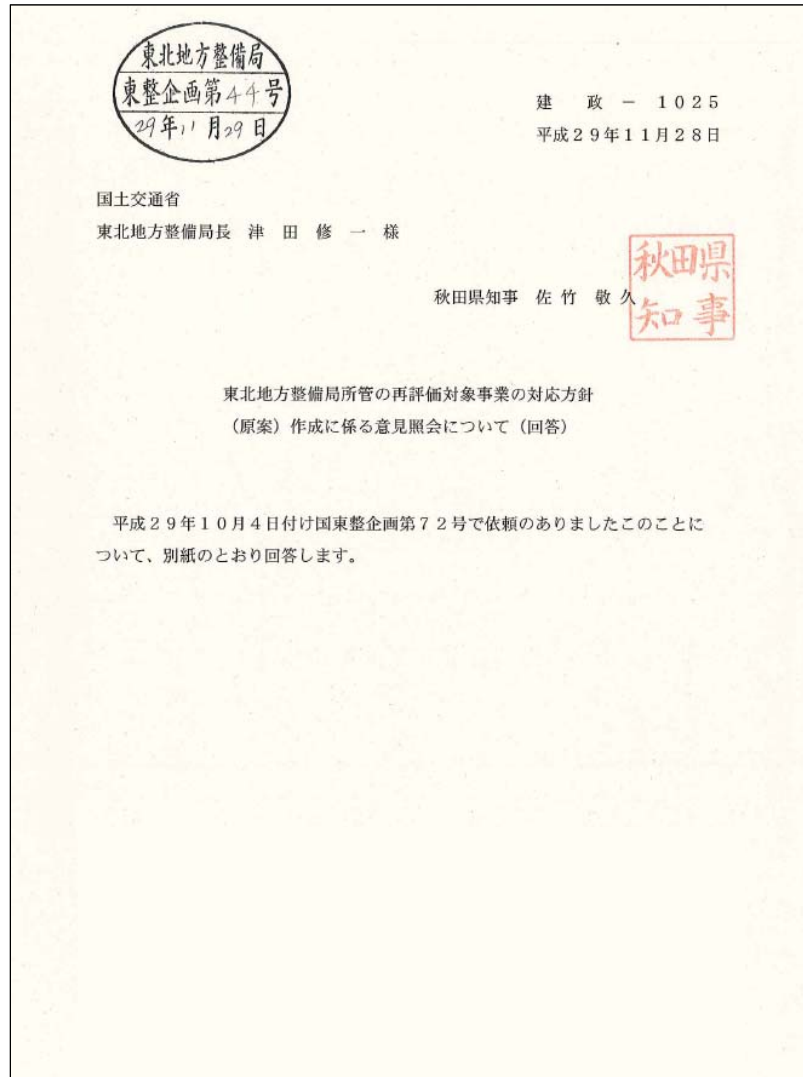 東北地方整備局
東整企画第44号
29年11月29日
建　政　－　１０２５
平成２９年１１月２８日
国土交通省
東北地方整備局長　津　田　修　一　様
秋田県知事　佐　竹　敬　久
秋田県
知事
東北地方整備局所管の再評価対象事業の対応方針
（原案）作成に係る意見照会について（回答）
平成２９年１０月４日付け国東整企画第７２号で依頼のありましたこのことに
ついて、別紙のとおり回答します。